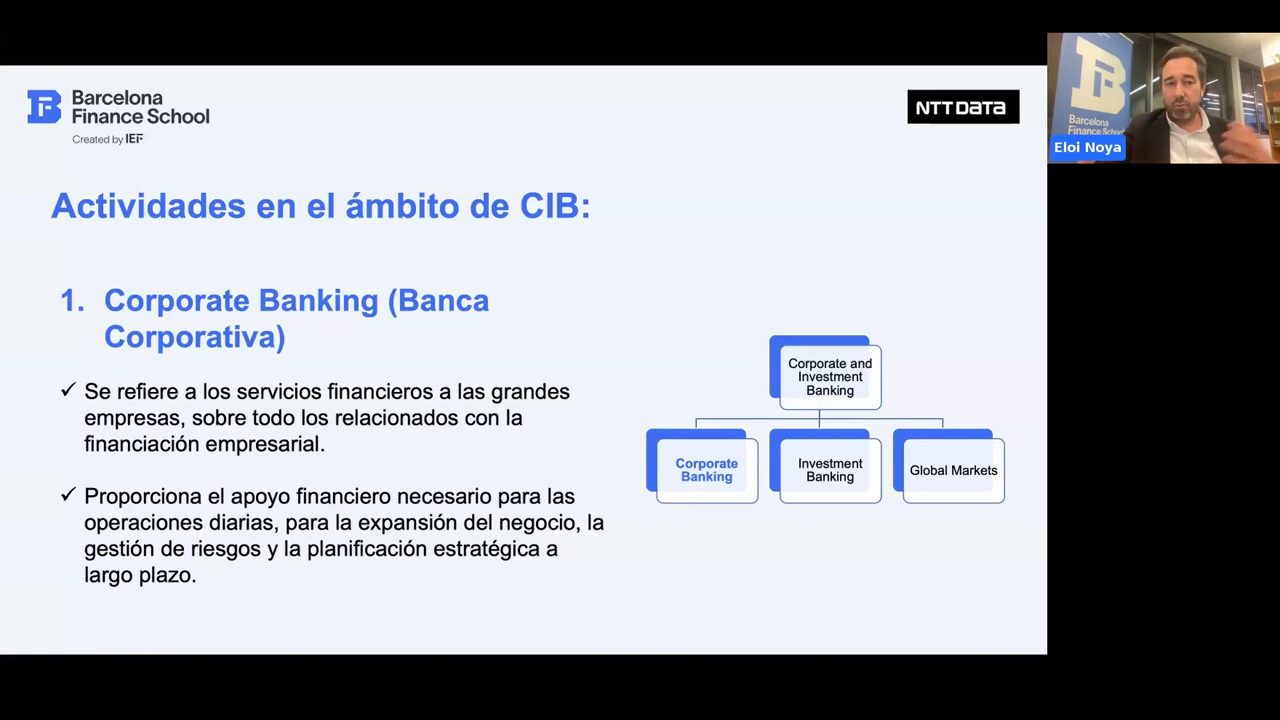 Barcelona
Finance School
Created by IEF
NTT DATA
Actividades en el ámbito de CIB:
1. Corporate Banking (Banca
Corporativa)
✓ Se refiere a los servicios financieros a las grandes
empresas, sobre todo los relacionados con la
financiación empresarial.
✓ Proporciona el apoyo financiero necesario para las
operaciones diarias, para la expansión del negocio, la
gestión de riesgos y la planificación estratégica a
largo plazo.
Corporate and
Investment
Banking
Corporate
Banking
Investment
Banking
Global Markets
Barcelona
Finance School
Eloi Noya